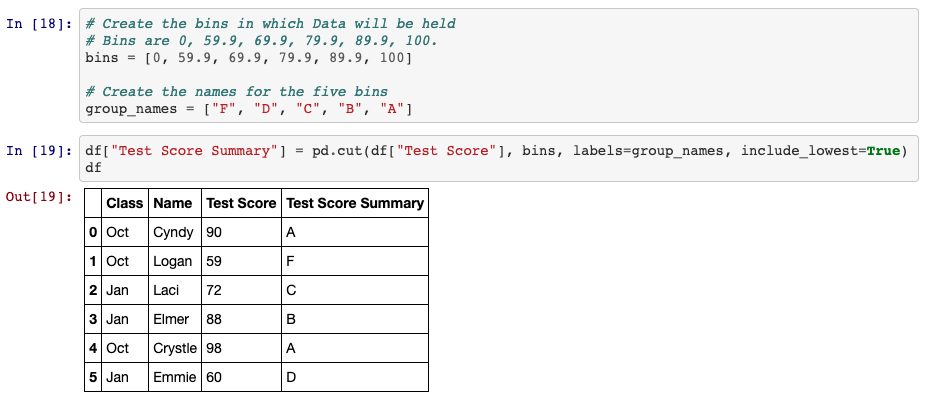 In [18]: # Create the bins in which Data will be held
# Bins are 0, 59.9, 69.9, 79.9, 89.9, 100.
bins = [0, 59.9, 69.9, 79.9, 89.9, 100]
# Create the names for the five bins
group_names = ["F", "D", "C", "B", "A"]
In [19]: df["Test Score Summary"] = pd.cut(df["Test Score"], bins, labels=group_names, include_lowest=True)
df
Out[19]:
Class Name Test Score Test Score Summary
0 Oct Cyndy 90 A
1 Oct Logan 59 F
2 Jan Laci 72 C
3 Jan Elmer 88 B
4 Oct Crystle 98 A
5 Jan Emmie 60 D